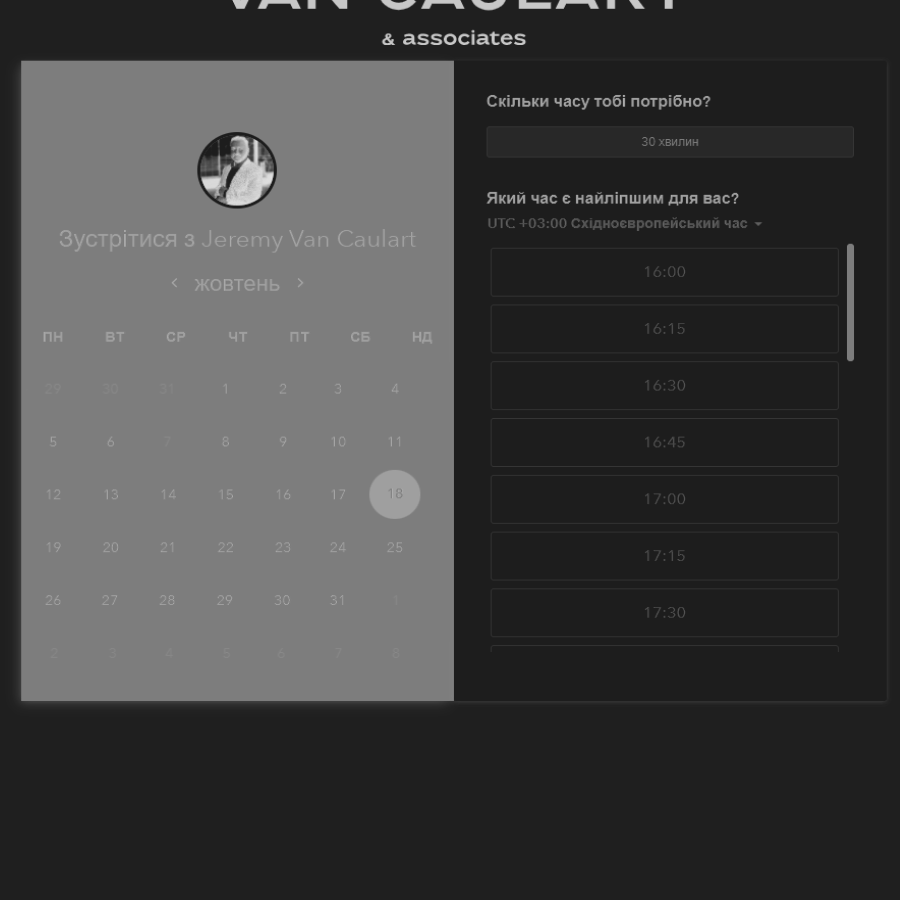 VAN CAULART
& associates
Зустрітися з Jeremy Van Caulart
жовтень
ПН ВТ СР ЧТ ПТ СБ НД
29 30 31 1 2 3 4
5 6 7 8 9 10 11
12 13 14 15 16 17 18
19 20 21 22 23 24 25
26 27 28 29 30 31 1
2 3 4 5 6 7 8
Скільки часу тобі потрібно?
30 хвилин
Який час є найліпшим для вас?
UTC +03:00 Східноєвропейський час
16:00
16:15
16:30
16:45
17:00
17:15
17:30